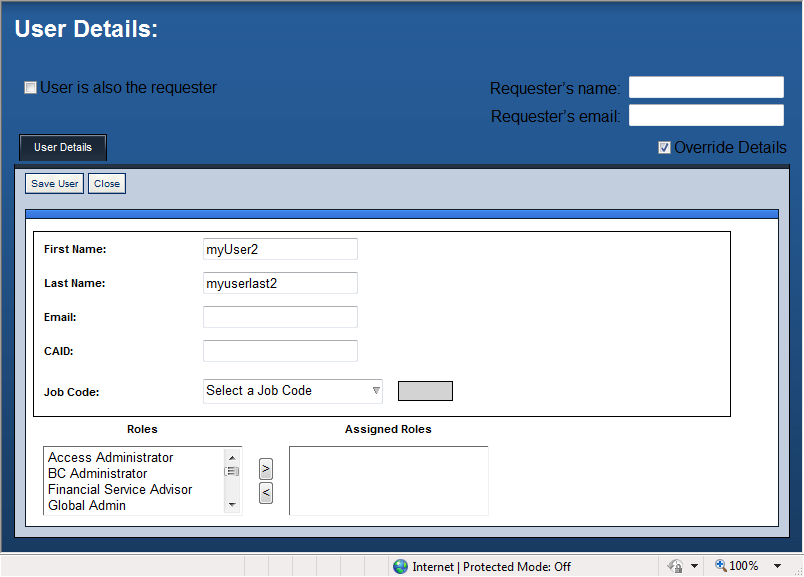 User Details:
User is also the requester
Requester's name:
Requester's email:
User Details
Override Details
Save User
Close
First Name:
myUser2
Last Name:
myuserlast2
Email:
CAID:
Job Code:
Select a Job Code
Roles
Assigned Roles
Access Administrator
BC Administrator
Financial Service Advisor
Global Admin
>
<
Internet | Protected Mode: Off
100%